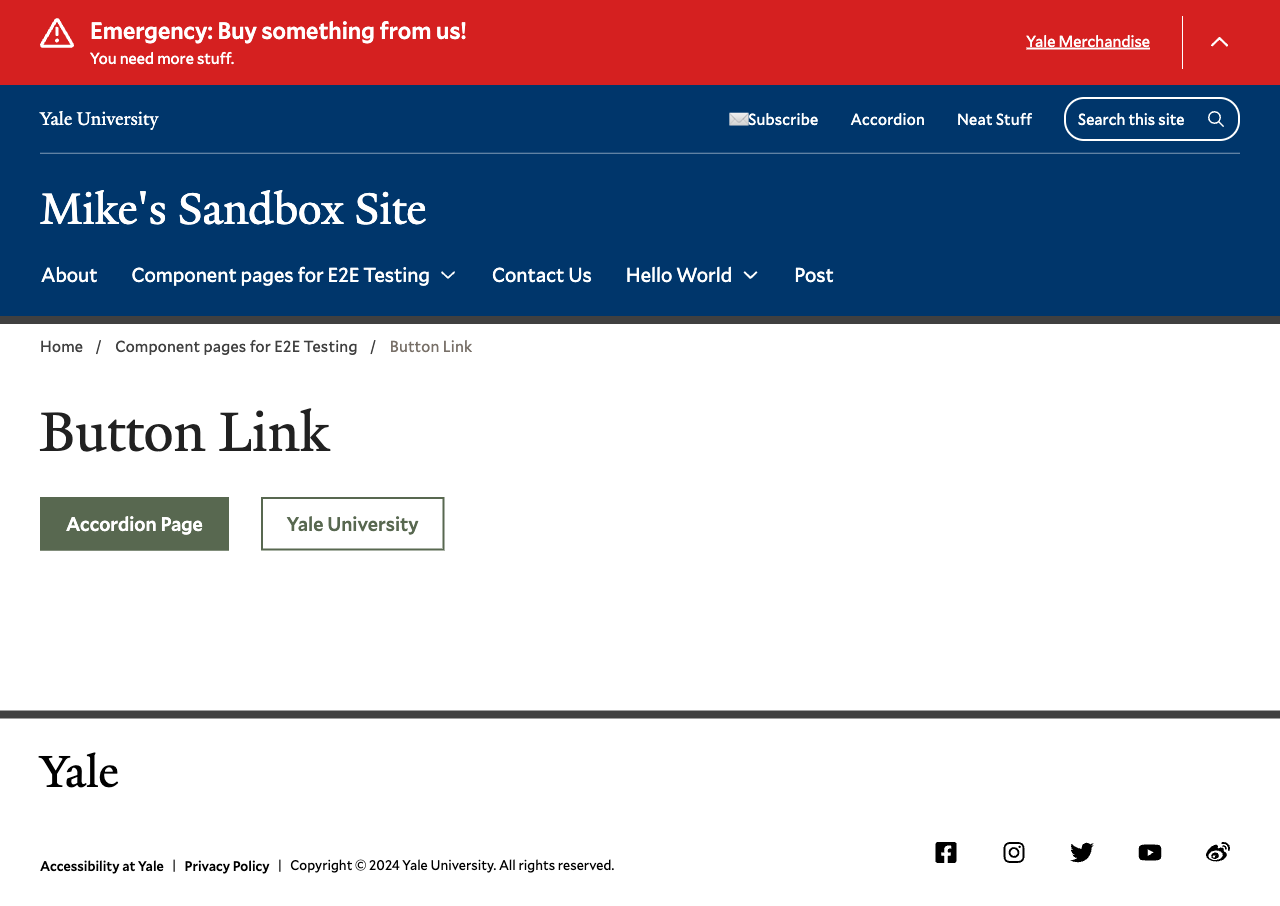 Emergency: Buy something from us!
You need more stuff.
Yale Merchandise
Yale University
Subscribe
Accordion
Neat Stuff
Search this site
Mike's Sandbox Site
About
Component pages for E2E Testing
Contact Us
Hello World
Post
Home / Component pages for E2E Testing / Button Link
Button Link
Accordion Page
Yale University
Yale
Accessibility at Yale | Privacy Policy | Copyright © 2024 Yale University. All rights reserved.